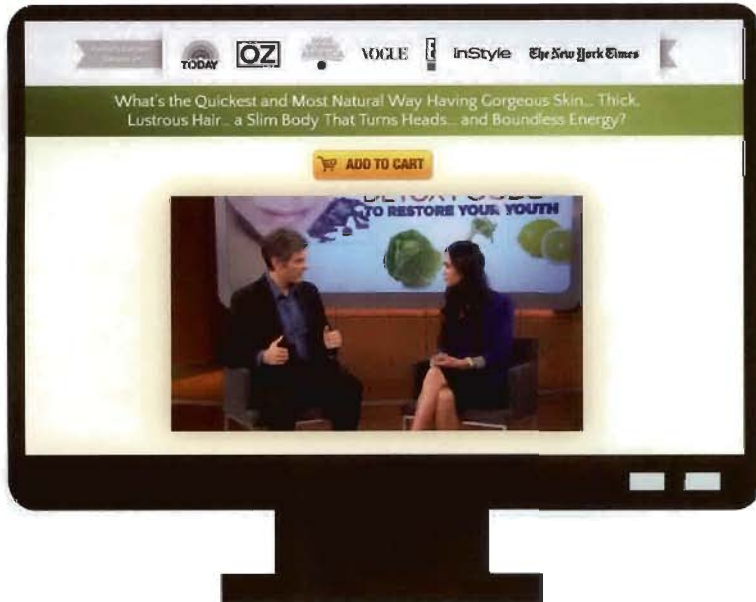 TODAY
OZ
VOGUE
E!
InStyle
The New York Times
What's the Quickest and Most Natural Way Having Gorgeous Skin... Thick,
Lustrous Hair... a Slim Body That Turns Heads... and Boundless Energy?
ADD TO CART
TO RESTORE YOUR YOUTH